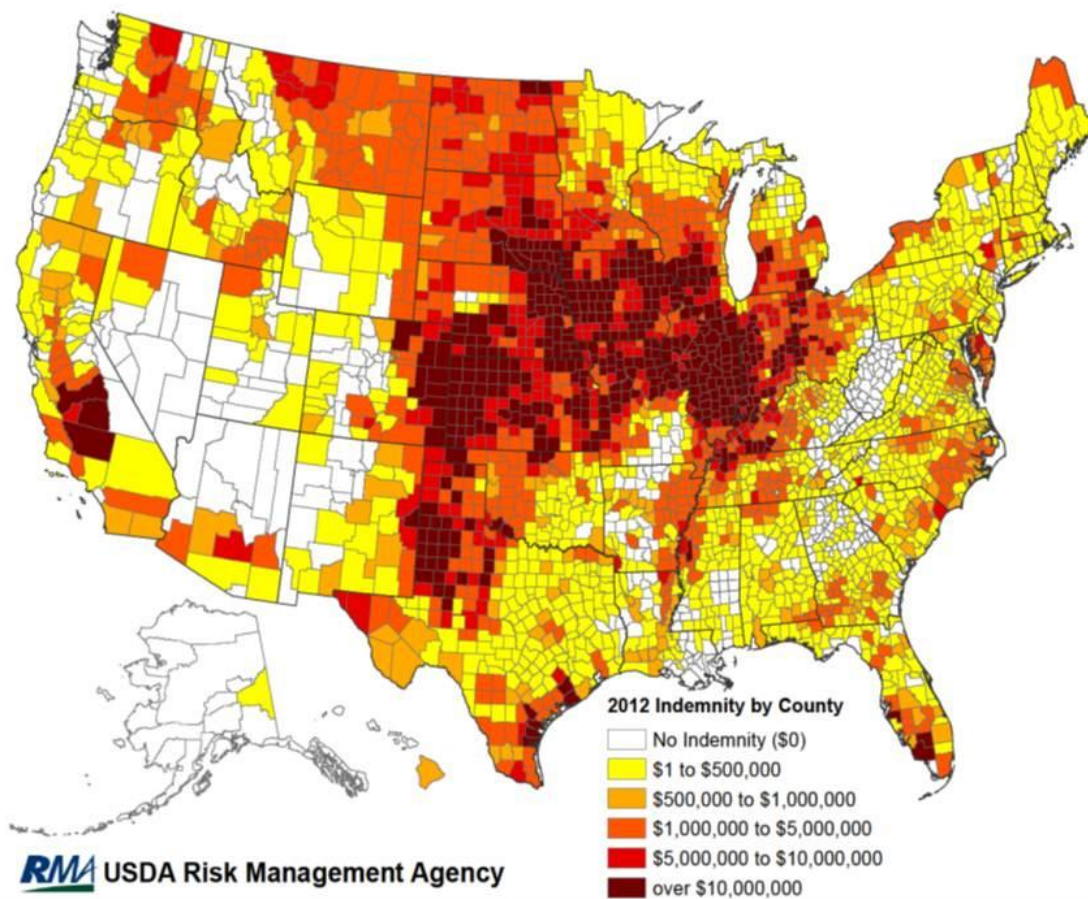 2012 Indemnity by County
No Indemnity ($0)
$1 to $500,000
$500,000 to $1,000,000
$1,000,000 to $5,000,000
$5,000,000 to $10,000,000
over $10,000,000
RMA USDA Risk Management Agency